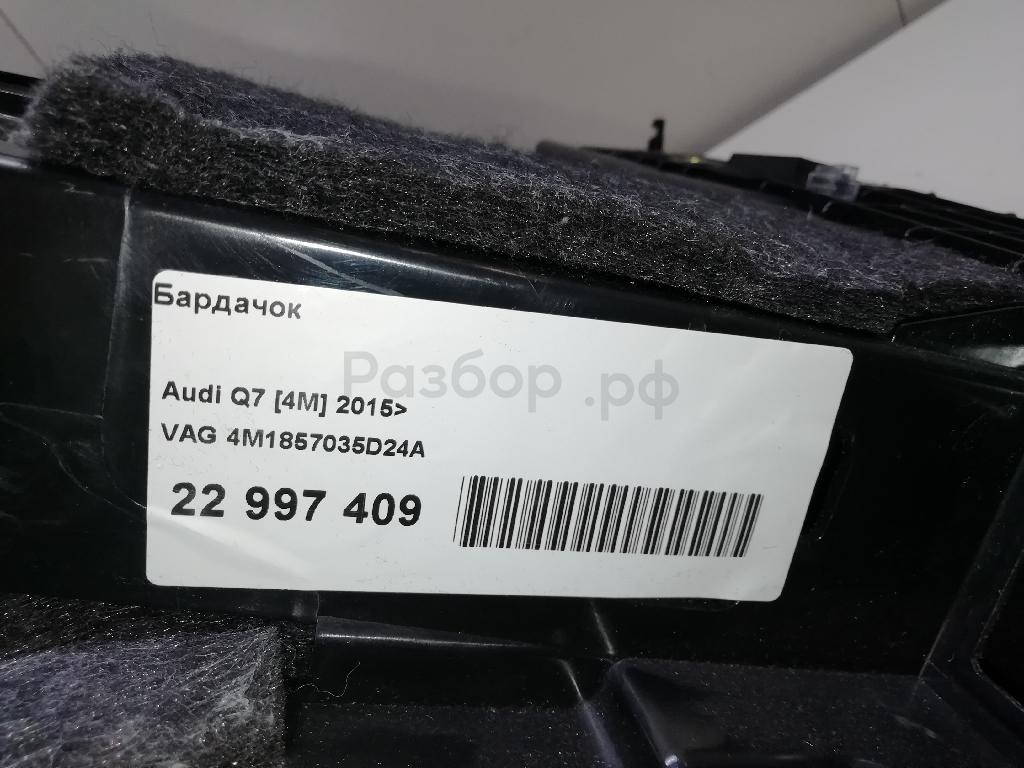 Бардачок
Разбор.рф
Audi Q7 [4M] 2015>
VAG 4M1857035D24A
22 997 409